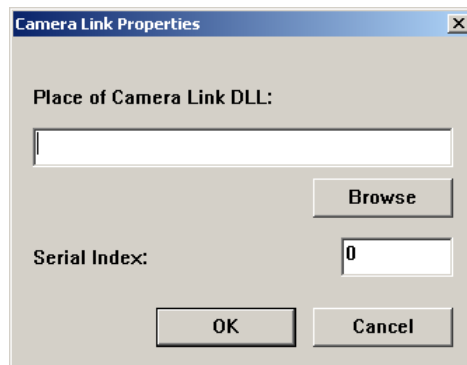 Camera Link Properties
Place of Camera Link DLL:
Browse
Serial Index:
0
OK
Cancel